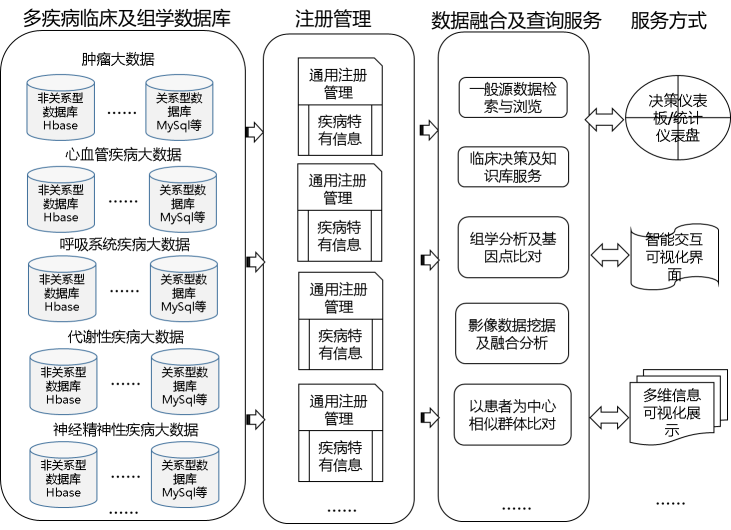 多疾病临床及组学数据库
肿瘤大数据
非关系型
数据库
Hbase
......
关系型数
据库
MySql等
心血管疾病大数据
非关系型
数据库
Hbase
......
关系型数
据库
MySql等
呼吸系统疾病大数据
非关系型
数据库
Hbase
......
关系型数
据库
MySql等
代谢性疾病大数据
非关系型
数据库
Hbase
......
关系型数
据库
MySql等
神经精神性疾病大数据
非关系型
数据库
Hbase
......
关系型数
据库
MySql等
......
注册管理
通用注册
管理
疾病特
有信息
通用注册
管理
疾病特
有信息
通用注册
管理
疾病特
有信息
通用注册
管理
疾病特
有信息
......
数据融合及查询服务
一般源数据检
索与浏览
临床决策及知
识库服务
组学分析及基
因点比对
影像数据挖掘
及融合分析
以患者为中心
相似群体比对
......
服务方式
决策仪表
板/统计
仪表盘
智能交互
可视化界
面
多维信息
可视化展
示
......